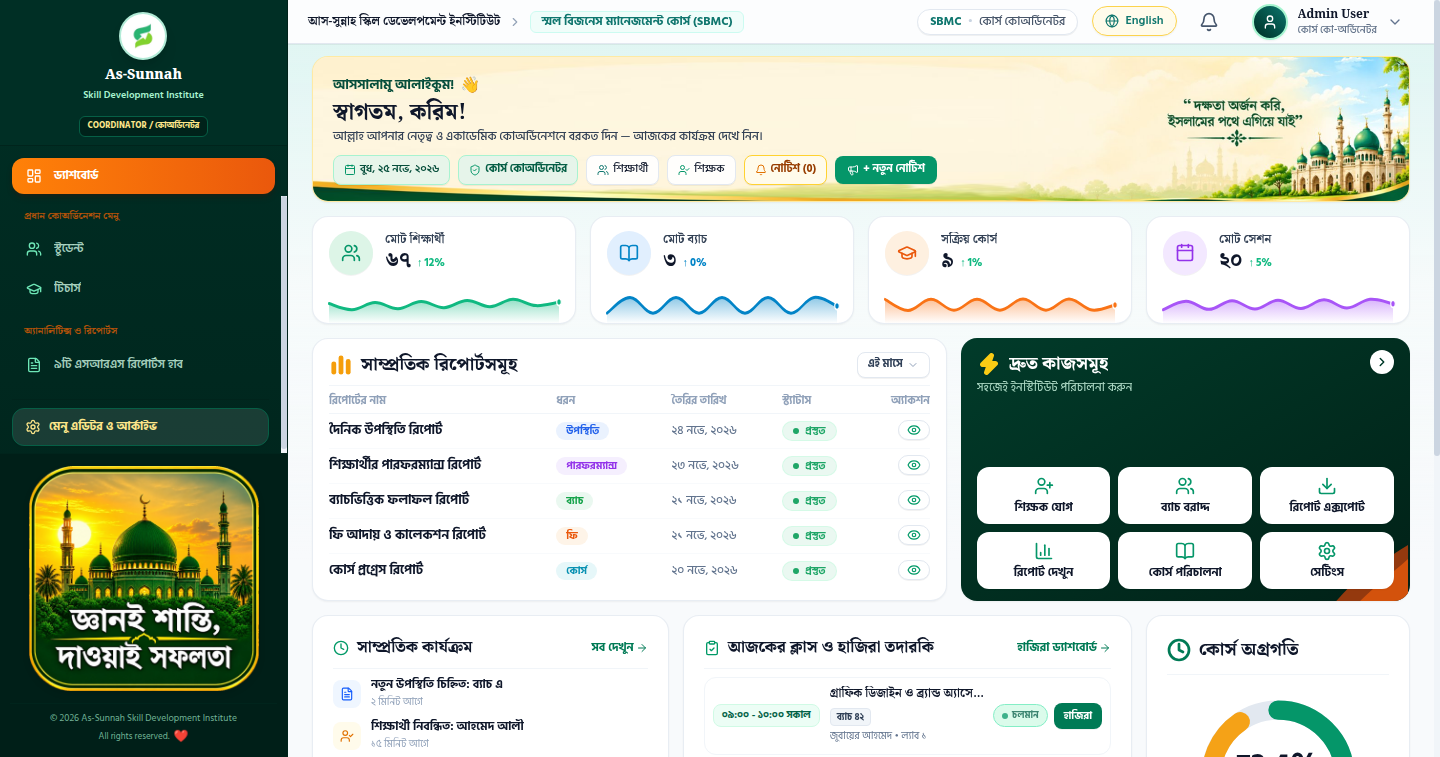 As-Sunnah
Skill Development Institute
COORDINATOR / কোঅর্ডিনেটর
ড্যাশবোর্ড
প্রধান কোঅর্ডিনেশন মেনু
স্টুডেন্ট
টিচার্স
অ্যানালিটিক্স ও রিপোর্টস
৯টি এসআরএস রিপোর্টস হাব
মেনু এডিটর ও আর্কাইভ
জ্ঞানই শান্তি,
দাওয়াই সফলতা
© 2026 As-Sunnah Skill Development Institute
All rights reserved. ❤️
আস-সুন্নাহ স্কিল ডেভেলপমেন্ট ইনস্টিটিউট > স্মল বিজনেস ম্যানেজমেন্ট কোর্স (SBMC)
SBMC • কোর্স কোঅর্ডিনেটর
English
Admin User
কোর্স কো-অর্ডিনেটর
আসসালামু আলাইকুম! 👋
স্বাগতম, করিম!
আল্লাহ আপনার নেতৃত্ব ও একাডেমিক কোঅর্ডিনেশনে বরকত দিন — আজকের কার্যক্রম দেখে নিন।
বুধ, ২৫ নভে, ২০২৬
কোর্স কোঅর্ডিনেটর
শিক্ষার্থী
শিক্ষক
নোটিশ (0)
+ নতুন নোটিশ
“ দক্ষতা অর্জন করি,
ইসলামের পথে এগিয়ে যাই”
মোট শিক্ষার্থী
৬৭ ↑ 12%
মোট ব্যাচ
৩ ↑ 0%
সক্রিয় কোর্স
৯ ↑ 1%
মোট সেশন
২০ ↑ 5%
সাম্প্রতিক রিপোর্টসমূহ
এই মাসে
রিপোর্টের নাম ধরন তৈরির তারিখ স্ট্যাটাস অ্যাকশন
দৈনিক উপস্থিতি রিপোর্ট উপস্থিতি ২৪ নভে, ২০২৬ প্রস্তুত
শিক্ষার্থীর পারফরম্যান্স রিপোর্ট পারফরম্যান্স ২৩ নভে, ২০২৬ প্রস্তুত
ব্যাচভিত্তিক ফলাফল রিপোর্ট ব্যাচ ২২ নভে, ২০২৬ প্রস্তুত
ফি আদায় ও কালেকশন রিপোর্ট ফি ২১ নভে, ২০২৬ প্রস্তুত
কোর্স প্রগ্রেস রিপোর্ট কোর্স ২০ নভে, ২০২৬ প্রস্তুত
দ্রুত কাজসমূহ
সহজেই ইনস্টিটিউট পরিচালনা করুন
শিক্ষক যোগ
ব্যাচ বরাদ্দ
রিপোর্ট এক্সপোর্ট
রিপোর্ট দেখুন
কোর্স পরিচালনা
সেটিংস
সাম্প্রতিক কার্যক্রম
সব দেখুন →
নতুন উপস্থিতি চিহ্নিত: ব্যাচ এ
২ মিনিট আগে
শিক্ষার্থী নিবন্ধিত: আহমেদ আলী
১৫ মিনিট আগে
আজকের ক্লাস ও হাজিরা তদারকি
হাজিরা ড্যাশবোর্ড →
০৯:০০ - ১০:০০ সকাল
গ্রাফিক ডিজাইন ও ব্র্যান্ড অ্যাসে...
ব্যাচ ৪২
জুবায়ের আহমেদ • ল্যাব ১
চলমান
হাজিরা
কোর্স অগ্রগতি